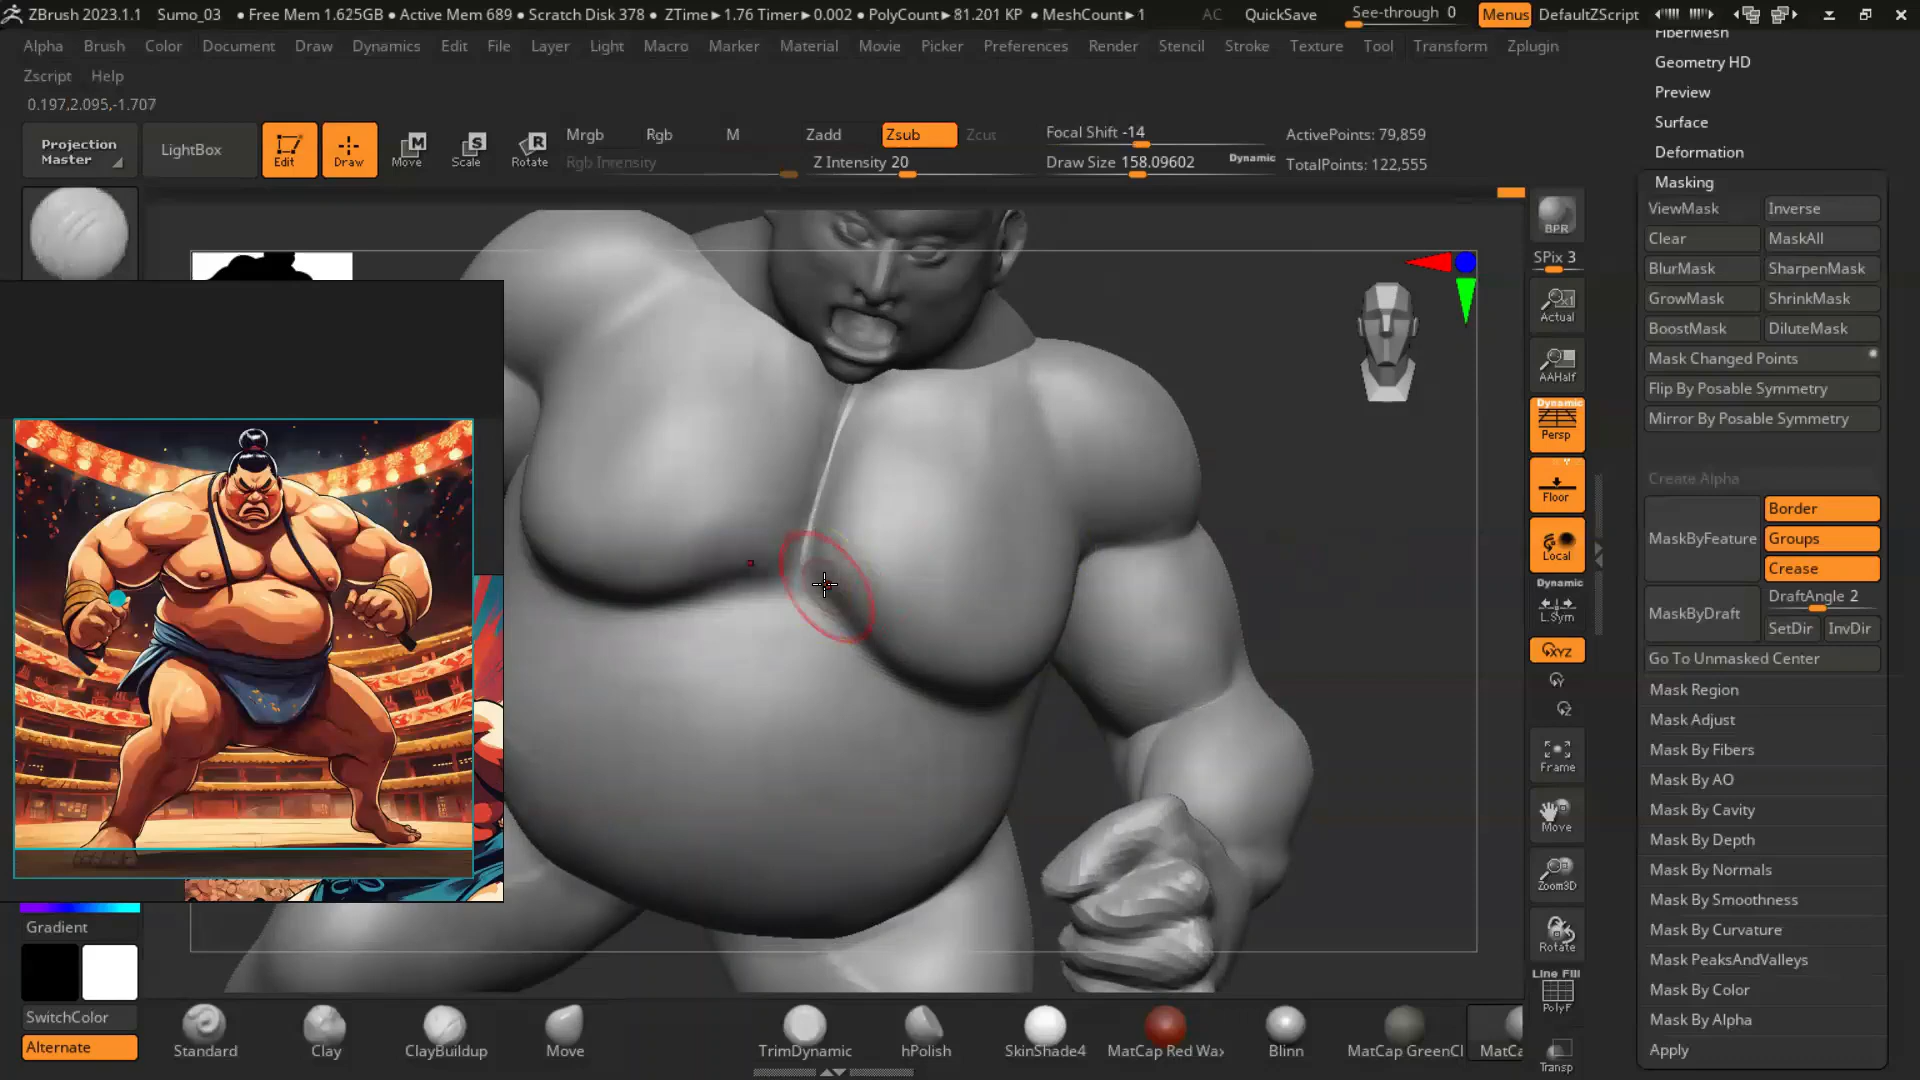 ZBrush 2023.1.1 Sumo_03 • Free Mem 1.625GB • Active Mem 689 • Scratch Disk 378 • ZTime►1.76 Timer►0.002 • PolyCount►81.201 KP • MeshCount►1 AC QuickSave See-through 0 Menus DefaultZScript
Alpha Brush Color Document Draw Dynamics Edit File Layer Light Macro Marker Material Movie Picker Preferences Render Stencil Stroke Texture Tool Transform Zplugin
Zscript Help
0.197,2.095,-1.707
Projection Master
LightBox
Edit
Draw
Move
Scale
Rotate
Mrgb Rgb M
Rgb Intensity
Zadd Zsub Zcut
Z Intensity 20
Focal Shift -14
Draw Size 158.09602
Dynamic
ActivePoints: 79,859
TotalPoints: 122,555
BPR
SPix 3
Actual
AAHalf
Dynamic
Persp
Floor
Local
Dynamic
L.Sym
XYZ
Y
Z
Frame
Move
Zoom3D
Rotate
Line Fill
PolyF
Transp
FiberMesh
Geometry HD
Preview
Surface
Deformation
Masking
ViewMask Inverse
Clear MaskAll
BlurMask SharpenMask
GrowMask ShrinkMask
BoostMask DiluteMask
Mask Changed Points
Flip By Posable Symmetry
Mirror By Posable Symmetry
Create Alpha
MaskByFeature
Border
Groups
Crease
MaskByDraft
DraftAngle 2
SetDir InvDir
Go To Unmasked Center
Mask Region
Mask Adjust
Mask By Fibers
Mask By AO
Mask By Cavity
Mask By Depth
Mask By Normals
Mask By Smoothness
Mask By Curvature
Mask PeaksAndValleys
Mask By Color
Mask By Alpha
Apply
Gradient
SwitchColor
Alternate
Standard Clay ClayBuildup Move TrimDynamic hPolish SkinShade4 MatCap Red Wax Blinn MatCap GreenCl MatCa